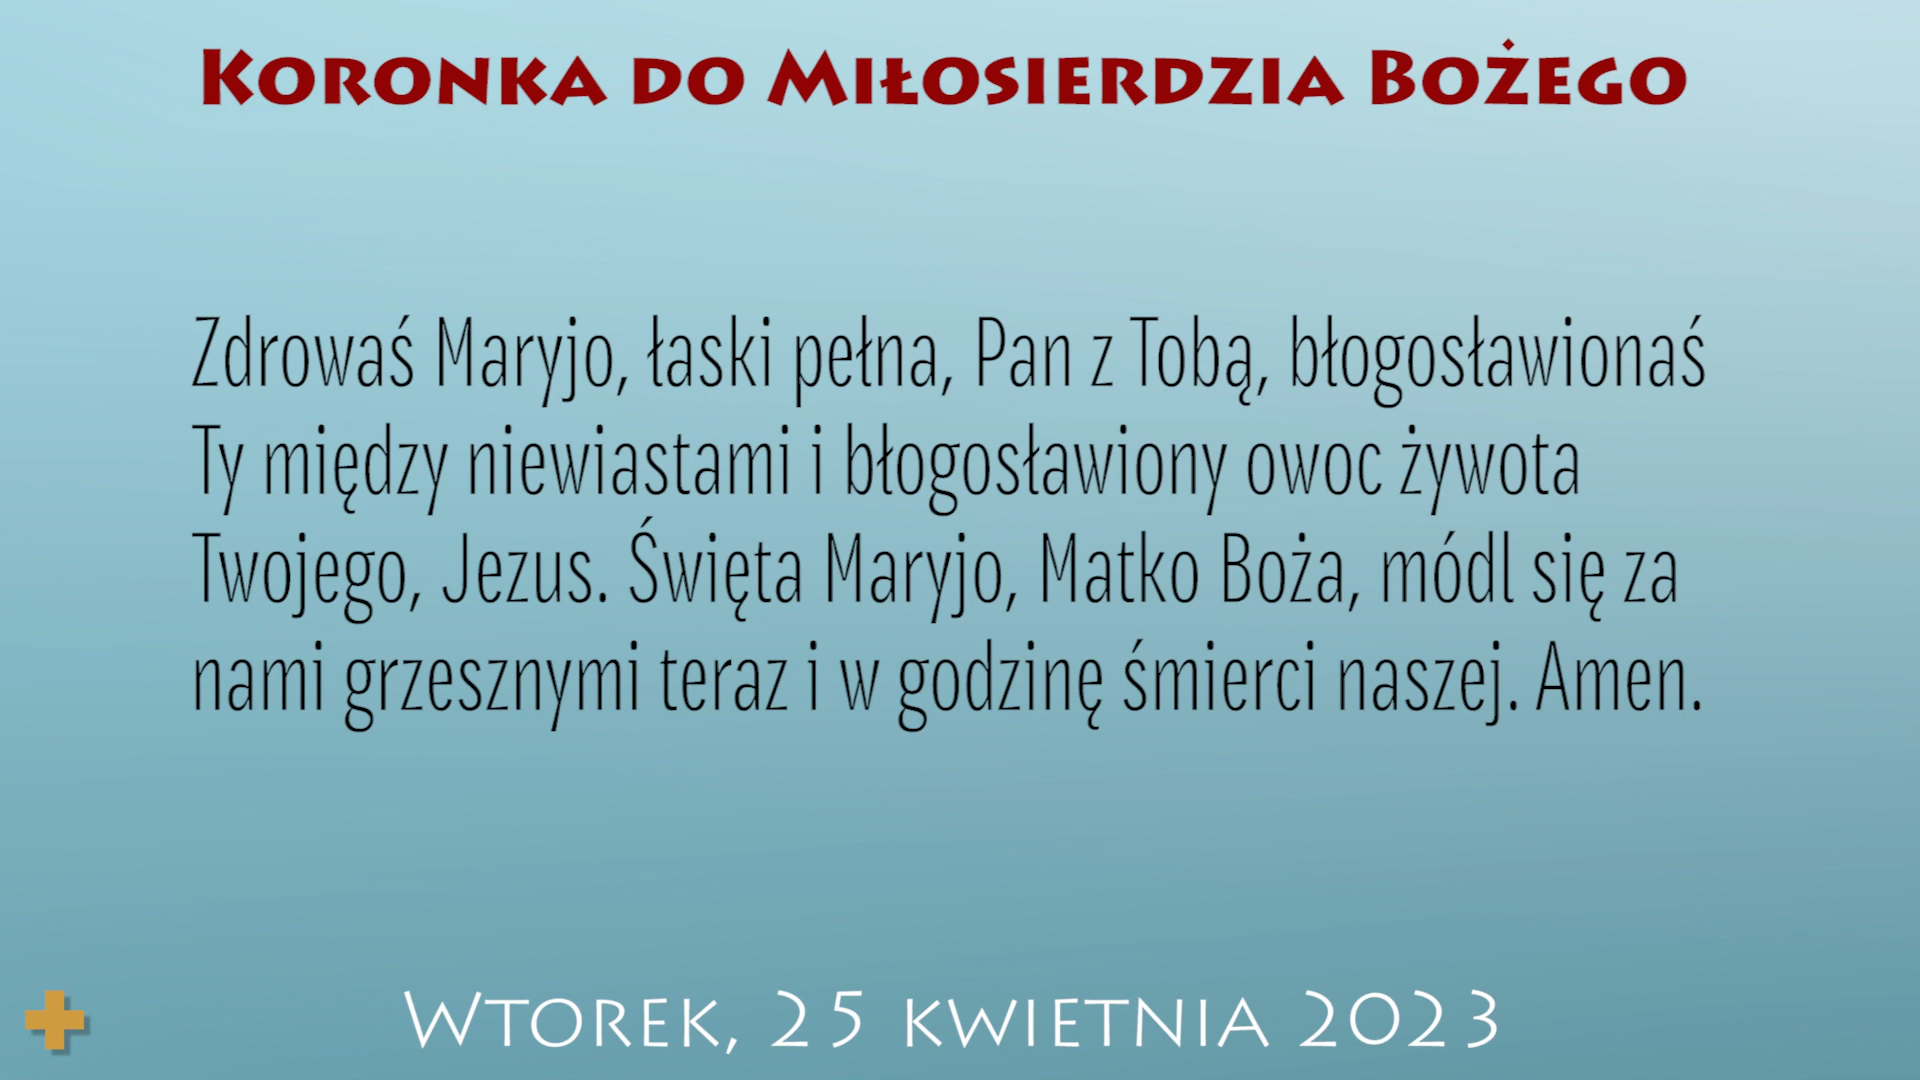 Koronka do Miłosierdzia Bożego
Zdrowaś Maryjo, łaski pełna, Pan z Tobą, błogosławionaś
Ty między niewiastami i błogosławiony owoc żywota
Twojego, Jezus. Święta Maryjo, Matko Boża, módl się za
nami grzesznymi teraz i w godzinę śmierci naszej. Amen.
Wtorek, 25 kwietnia 2023